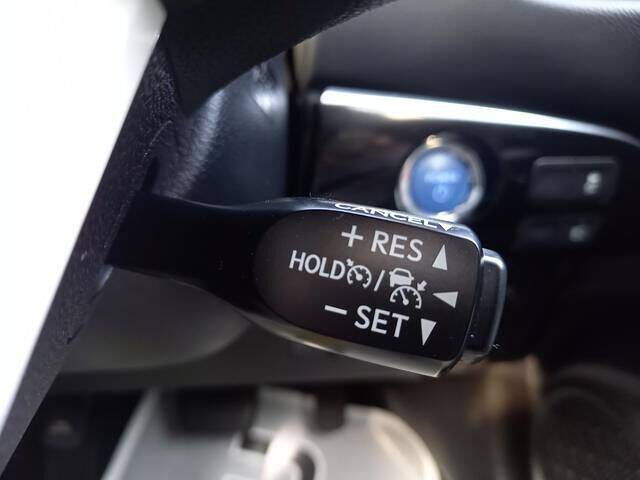 CANCEL
+ RES ▲
HOLD / ◀
− SET ▼